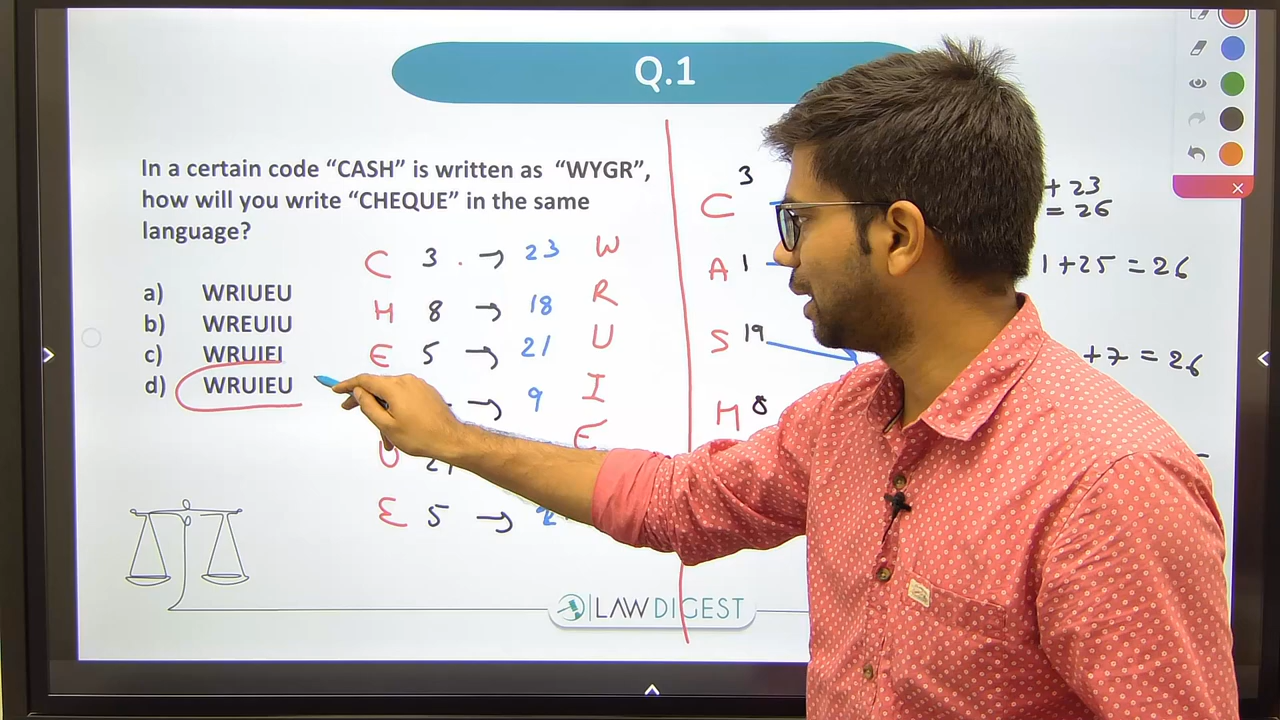 Q.1
In a certain code “CASH” is written as “WYGR”,
how will you write “CHEQUE” in the same
language?
a) WRIUEU
b) WREUIU
c) WRUIEI
d) WRUIEU
C 3 → 23 W
H 8 → 18 R
E 5 → 21 U
→ 9 I
U 21 E
E 5 →
C 3
+ 23
= 26
A 1
1 + 25 = 26
S 19
+ 7 = 26
H 8
LAW DIGEST